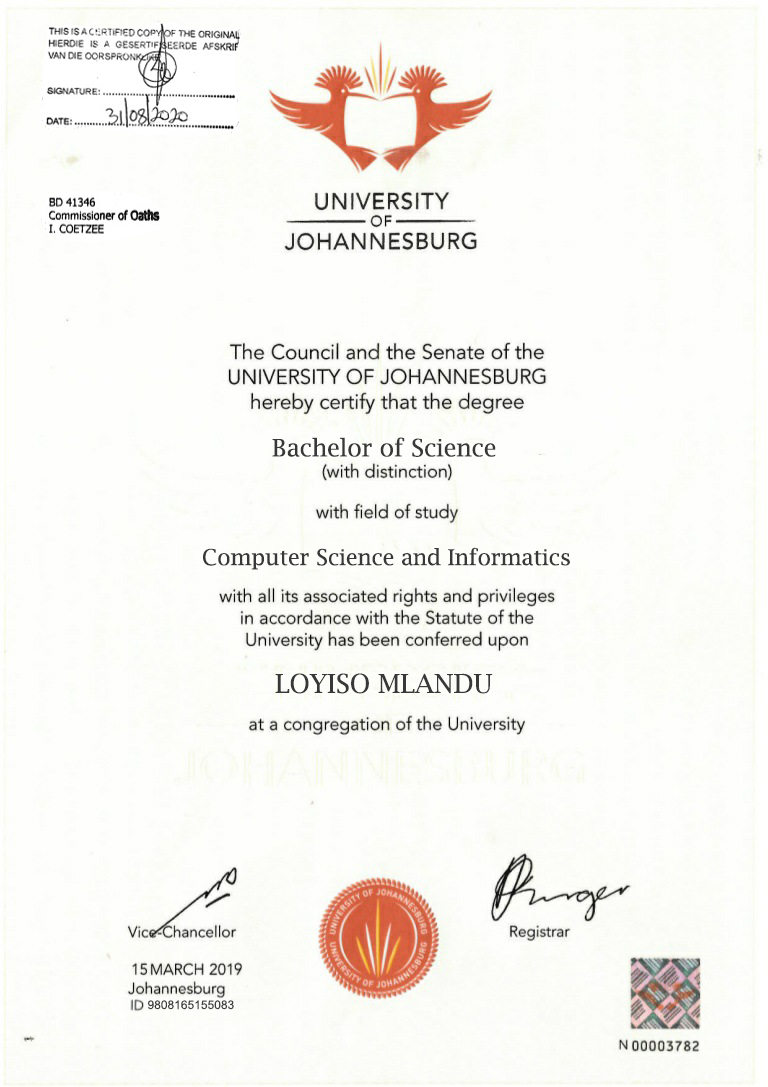 THIS IS A CERTIFIED COPY OF THE ORIGINAL
HIERDIE IS A GESERTIFISEERDE AFSKRIF
VAN DIE OORSPRONKLIKE
SIGNATURE:
DATE: 31/08/2020
BD 41346
Commissioner of Oaths
I. COETZEE
UNIVERSITY
OF
JOHANNESBURG
The Council and the Senate of the
UNIVERSITY OF JOHANNESBURG
hereby certify that the degree
Bachelor of Science
(with distinction)
with field of study
Computer Science and Informatics
with all its associated rights and privileges
in accordance with the Statute of the
University has been conferred upon
LOYISO MLANDU
at a congregation of the University
JOHANNESBURG
Vice-Chancellor
Registrar
UNIVERSITY OF JOHANNESBURG
UNIVERSITY OF JOHANNESBURG
15 MARCH 2019
Johannesburg
ID 9808165155083
N 00003782